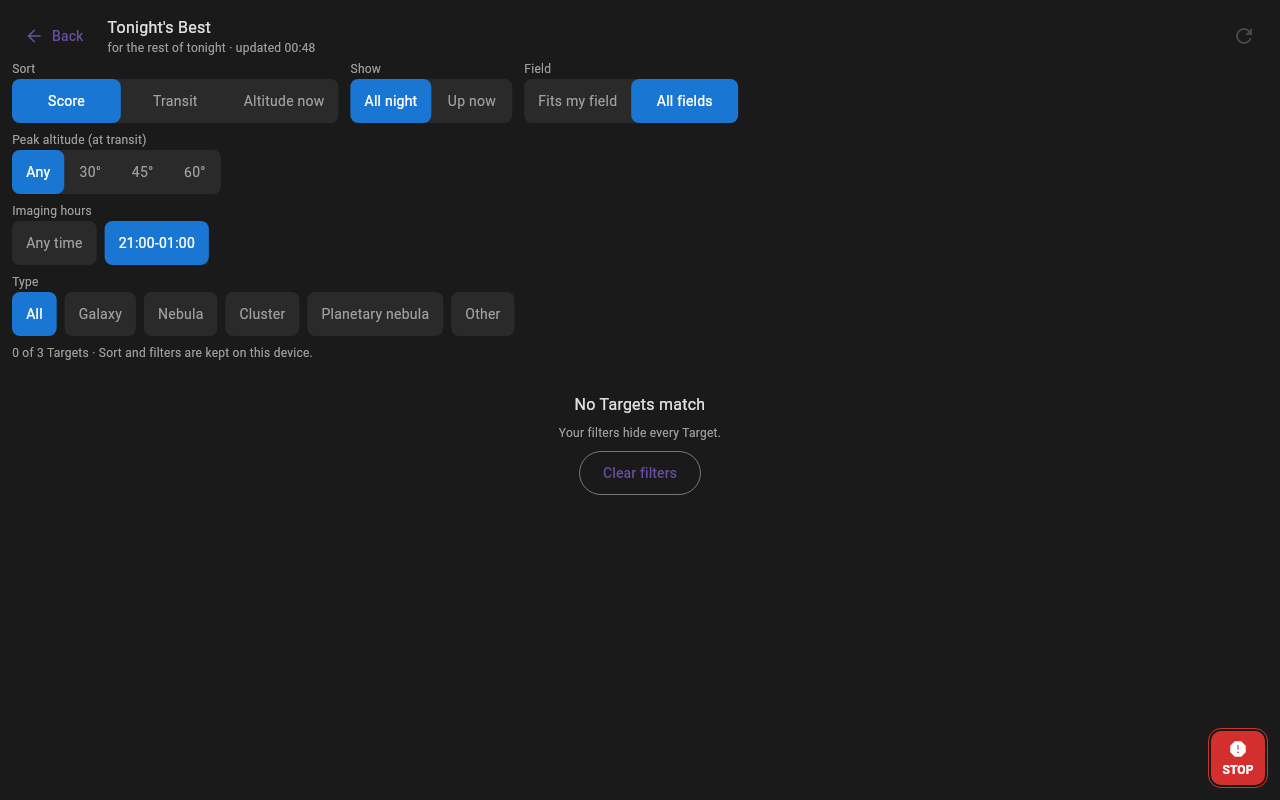 Back
Tonight's Best
for the rest of tonight · updated 00:48
Sort
Show
Field
Score
Transit
Altitude now
All night
Up now
Fits my field
All fields
Peak altitude (at transit)
Any
30°
45°
60°
Imaging hours
Any time
21:00-01:00
Type
All
Galaxy
Nebula
Cluster
Planetary nebula
Other
0 of 3 Targets · Sort and filters are kept on this device.
No Targets match
Your filters hide every Target.
Clear filters
STOP